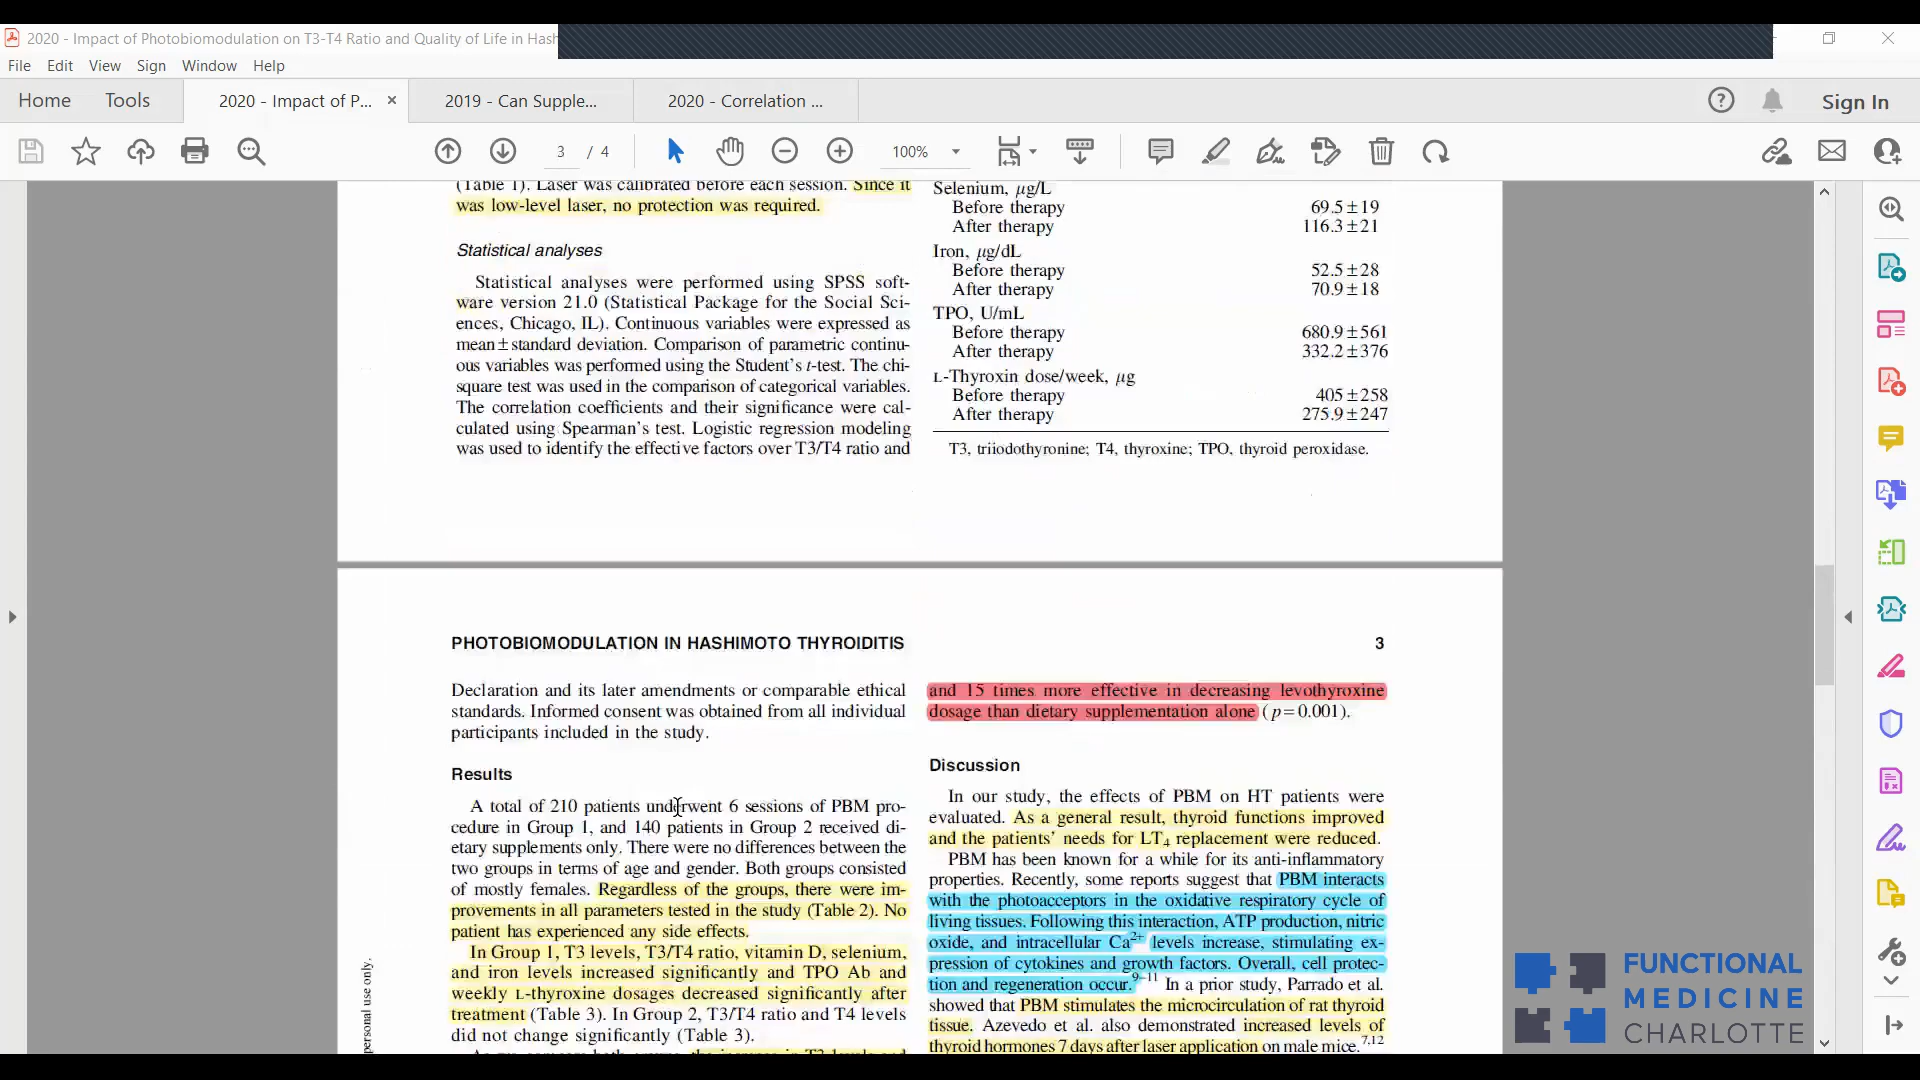 2020 - Impact of Photobiomodulation on T3-T4 Ratio and Quality of Life in Hash
File Edit View Sign Window Help
Home Tools 2020 - Impact of P... × 2019 - Can Supple... 2020 - Correlation ... Sign In
3 / 4 100%
(Table 1). Laser was calibrated before each session. Since it
was low-level laser, no protection was required.
Statistical analyses
Statistical analyses were performed using SPSS soft-
ware version 21.0 (Statistical Package for the Social Sci-
ences, Chicago, IL). Continuous variables were expressed as
mean ± standard deviation. Comparison of parametric continu-
ous variables was performed using the Student's t-test. The chi-
square test was used in the comparison of categorical variables.
The correlation coefficients and their significance were cal-
culated using Spearman's test. Logistic regression modeling
was used to identify the effective factors over T3/T4 ratio and
Selenium, μg/L
Before therapy 69.5±19
After therapy 116.3±21
Iron, μg/dL
Before therapy 52.5±28
After therapy 70.9±18
TPO, U/mL
Before therapy 680.9±561
After therapy 332.2±376
L-Thyroxin dose/week, μg
Before therapy 405±258
After therapy 275.9±247
T3, triiodothyronine; T4, thyroxine; TPO, thyroid peroxidase.
PHOTOBIOMODULATION IN HASHIMOTO THYROIDITIS 3
Declaration and its later amendments or comparable ethical
standards. Informed consent was obtained from all individual
participants included in the study.
Results
A total of 210 patients underwent 6 sessions of PBM pro-
cedure in Group 1, and 140 patients in Group 2 received di-
etary supplements only. There were no differences between the
two groups in terms of age and gender. Both groups consisted
of mostly females. Regardless of the groups, there were im-
provements in all parameters tested in the study (Table 2). No
patient has experienced any side effects.
In Group 1, T3 levels, T3/T4 ratio, vitamin D, selenium,
and iron levels increased significantly and TPO Ab and
weekly L-thyroxine dosages decreased significantly after
treatment (Table 3). In Group 2, T3/T4 ratio and T4 levels
did not change significantly (Table 3).
and 15 times more effective in decreasing levothyroxine
dosage than dietary supplementation alone (p=0.001).
Discussion
In our study, the effects of PBM on HT patients were
evaluated. As a general result, thyroid functions improved
and the patients' needs for LT4 replacement were reduced.
PBM has been known for a while for its anti-inflammatory
properties. Recently, some reports suggest that PBM interacts
with the photoacceptors in the oxidative respiratory cycle of
living tissues. Following this interaction, ATP production, nitric
oxide, and intracellular Ca2+ levels increase, stimulating ex-
pression of cytokines and growth factors. Overall, cell protec-
tion and regeneration occur.9–11 In a prior study, Parrado et al.
showed that PBM stimulates the microcirculation of rat thyroid
tissue. Azevedo et al. also demonstrated increased levels of
thyroid hormones 7 days after laser application on male mice.7,12
personal use only.
FUNCTIONAL
MEDICINE
CHARLOTTE